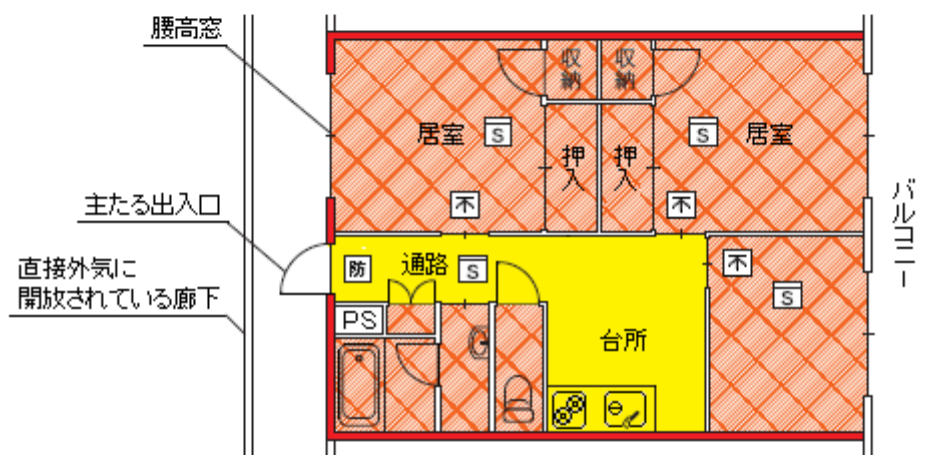 腰高窓
収納
収納
居室
S
S
居室
押入
押入
バルコニー
主たる出入口
不
不
直接外気に
開放されている廊下
防
通路
S
不
S
PS
台所